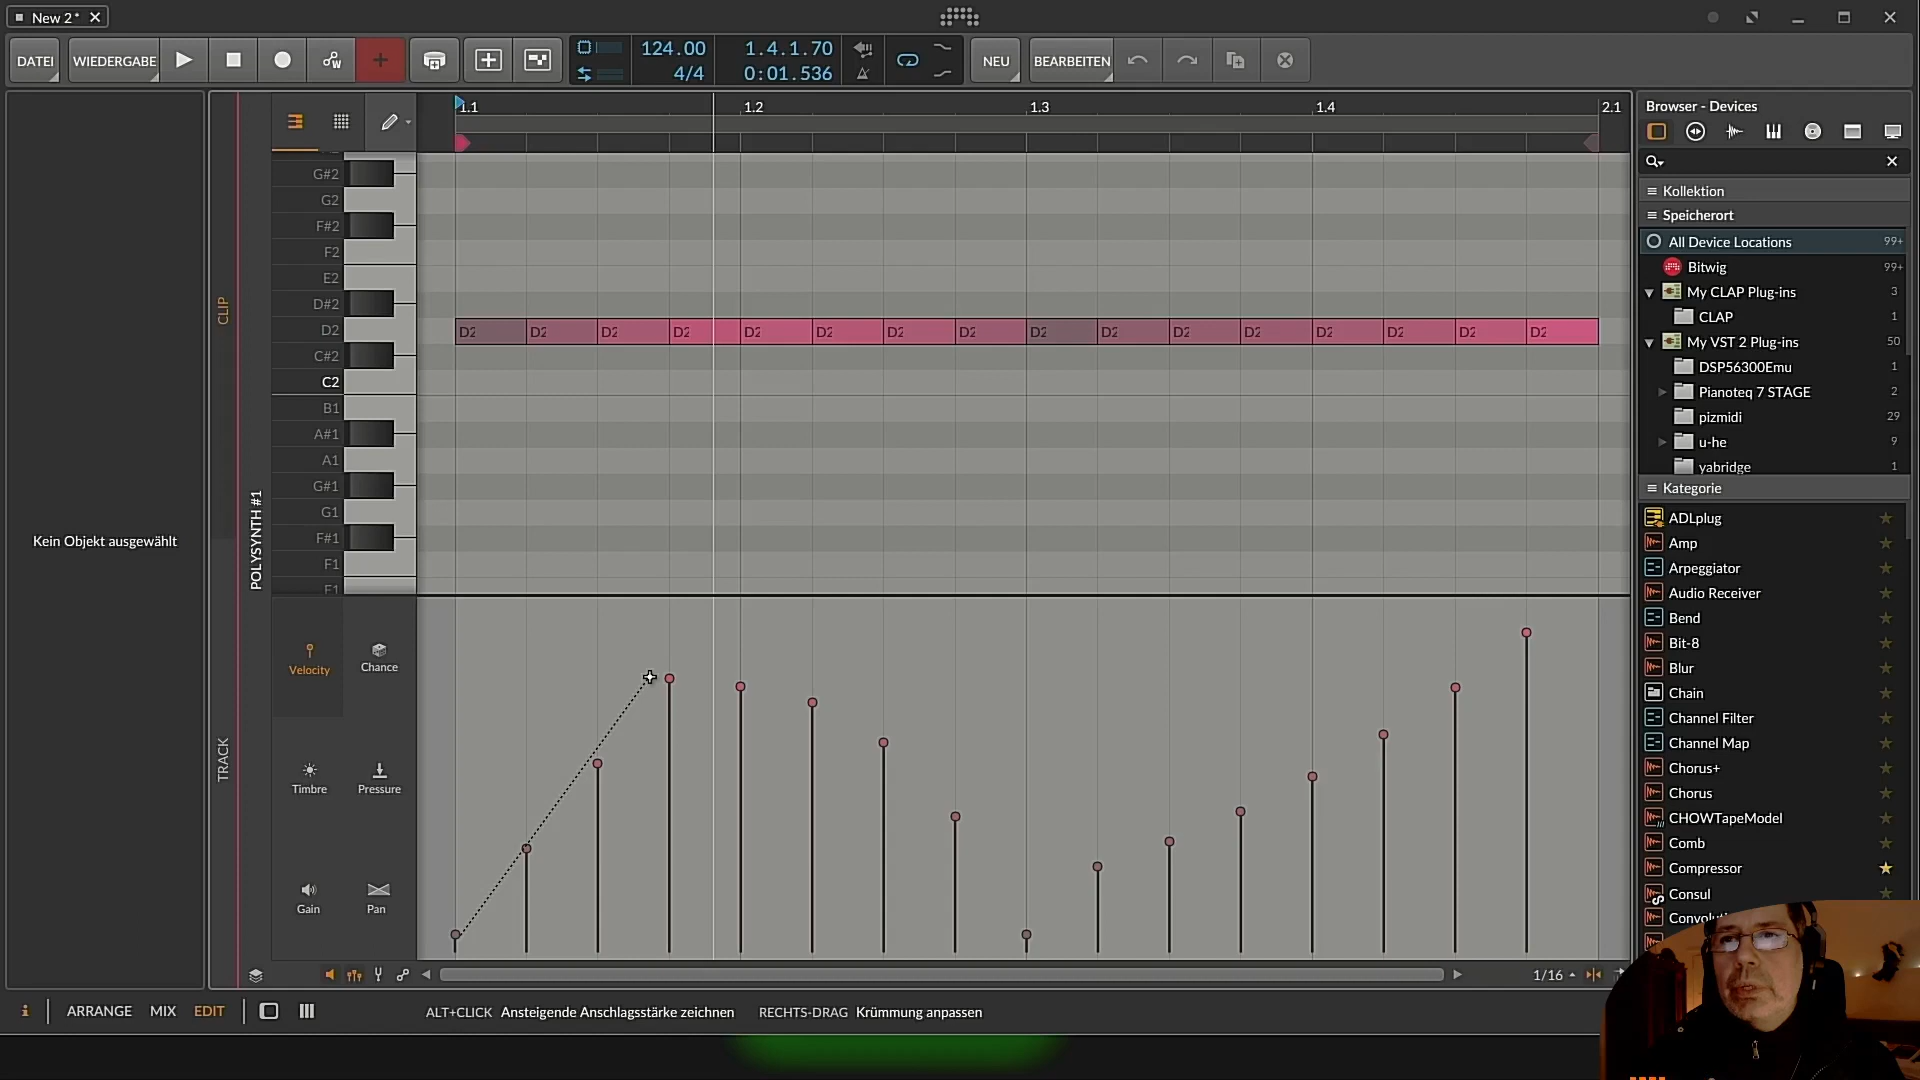 New 2*
DATEI
WIEDERGABE
124.00
4/4
1.4.1.70
0:01.536
NEU
BEARBEITEN
1.1
1.2
1.3
1.4
2.1
CLIP
TRACK
POLYSYNTH #1
Kein Objekt ausgewählt
G#2
G2
F#2
F2
E2
D#2
D2
C#2
C2
B1
A#1
A1
G#1
G1
F#1
F1
E1
D2 D2 D2 D2 D2 D2 D2 D2 D2 D2 D2 D2 D2 D2 D2 D2
Velocity
Chance
Timbre
Pressure
Gain
Pan
1/16
Browser - Devices
Kollektion
Speicherort
All Device Locations 99+
Bitwig 99+
My CLAP Plug-ins 3
CLAP 1
My VST 2 Plug-ins 50
DSP56300Emu 1
Pianoteq 7 STAGE 2
pizmidi 29
u-he 9
yabridge 1
Kategorie
ADLplug
Amp
Arpeggiator
Audio Receiver
Bend
Bit-8
Blur
Chain
Channel Filter
Channel Map
Chorus+
Chorus
CHOWTapeModel
Comb
Compressor
Consul
ARRANGE
MIX
EDIT
ALT+CLICK Ansteigende Anschlagsstärke zeichnen RECHTS-DRAG Krümmung anpassen